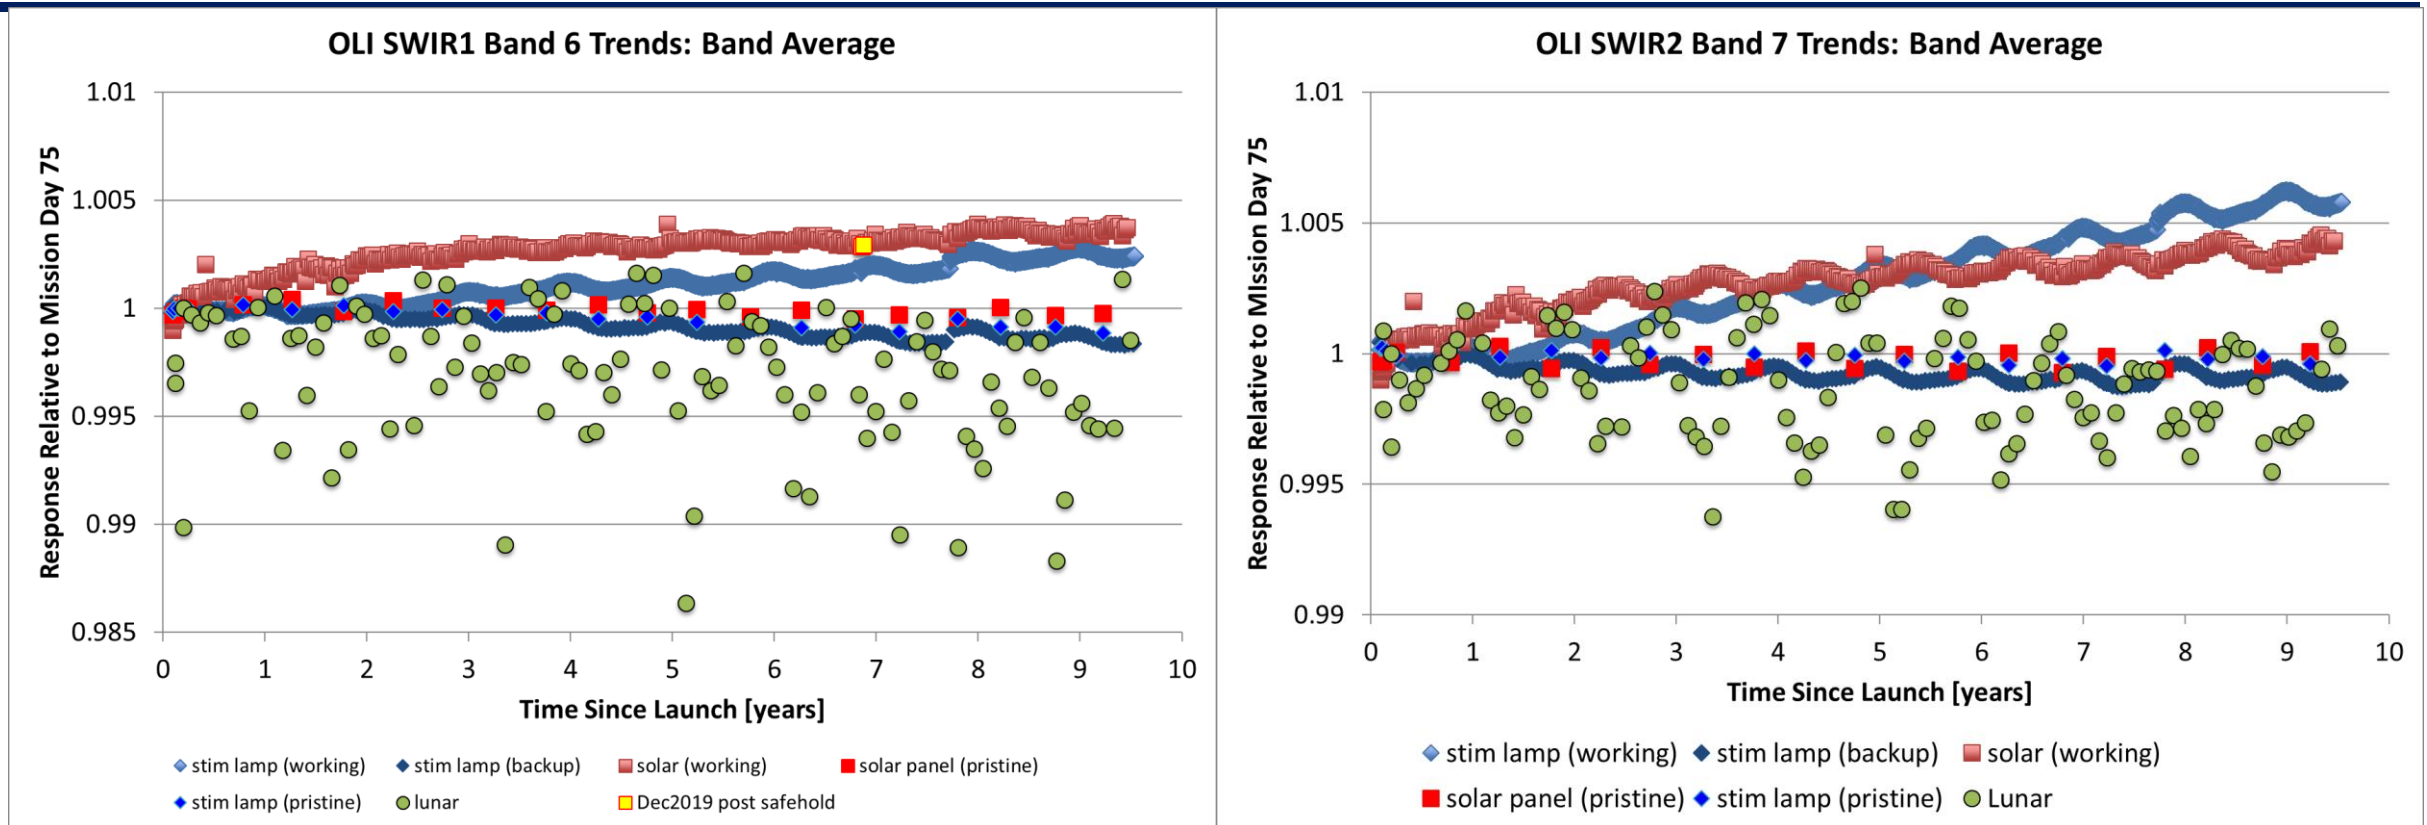 OLI SWIR1 Band 6 Trends: Band Average
Response Relative to Mission Day 75
1.01
1.005
1
0.995
0.99
0.985
0 1 2 3 4 5 6 7 8 9 10
Time Since Launch [years]
stim lamp (working) stim lamp (backup) solar (working) solar panel (pristine)
stim lamp (pristine) lunar Dec2019 post safehold
OLI SWIR2 Band 7 Trends: Band Average
Response Relative to Mission Day 75
1.01
1.005
1
0.995
0.99
0 1 2 3 4 5 6 7 8 9 10
Time Since Launch [years]
stim lamp (working) stim lamp (backup) solar (working)
solar panel (pristine) stim lamp (pristine) Lunar